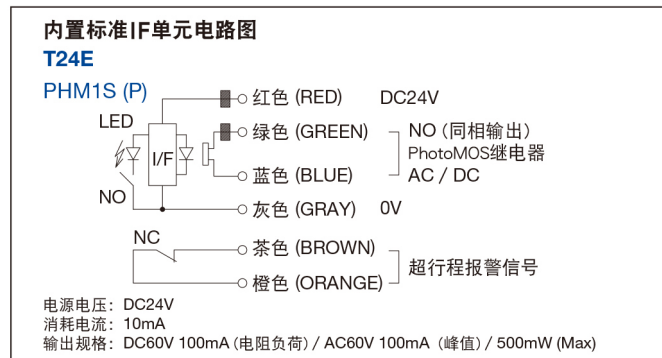 内置标准IF单元电路图
T24E
PHM1S (P)
红色 (RED) DC24V
LED
绿色 (GREEN) NO (同相输出)
I/F
PhotoMOS继电器
蓝色 (BLUE) AC / DC
NO
灰色 (GRAY) 0V
NC
茶色 (BROWN)
超行程报警信号
橙色 (ORANGE)
电源电压: DC24V
消耗电流: 10mA
输出规格: DC60V 100mA (电阻负荷) / AC60V 100mA (峰值) / 500mW (Max)